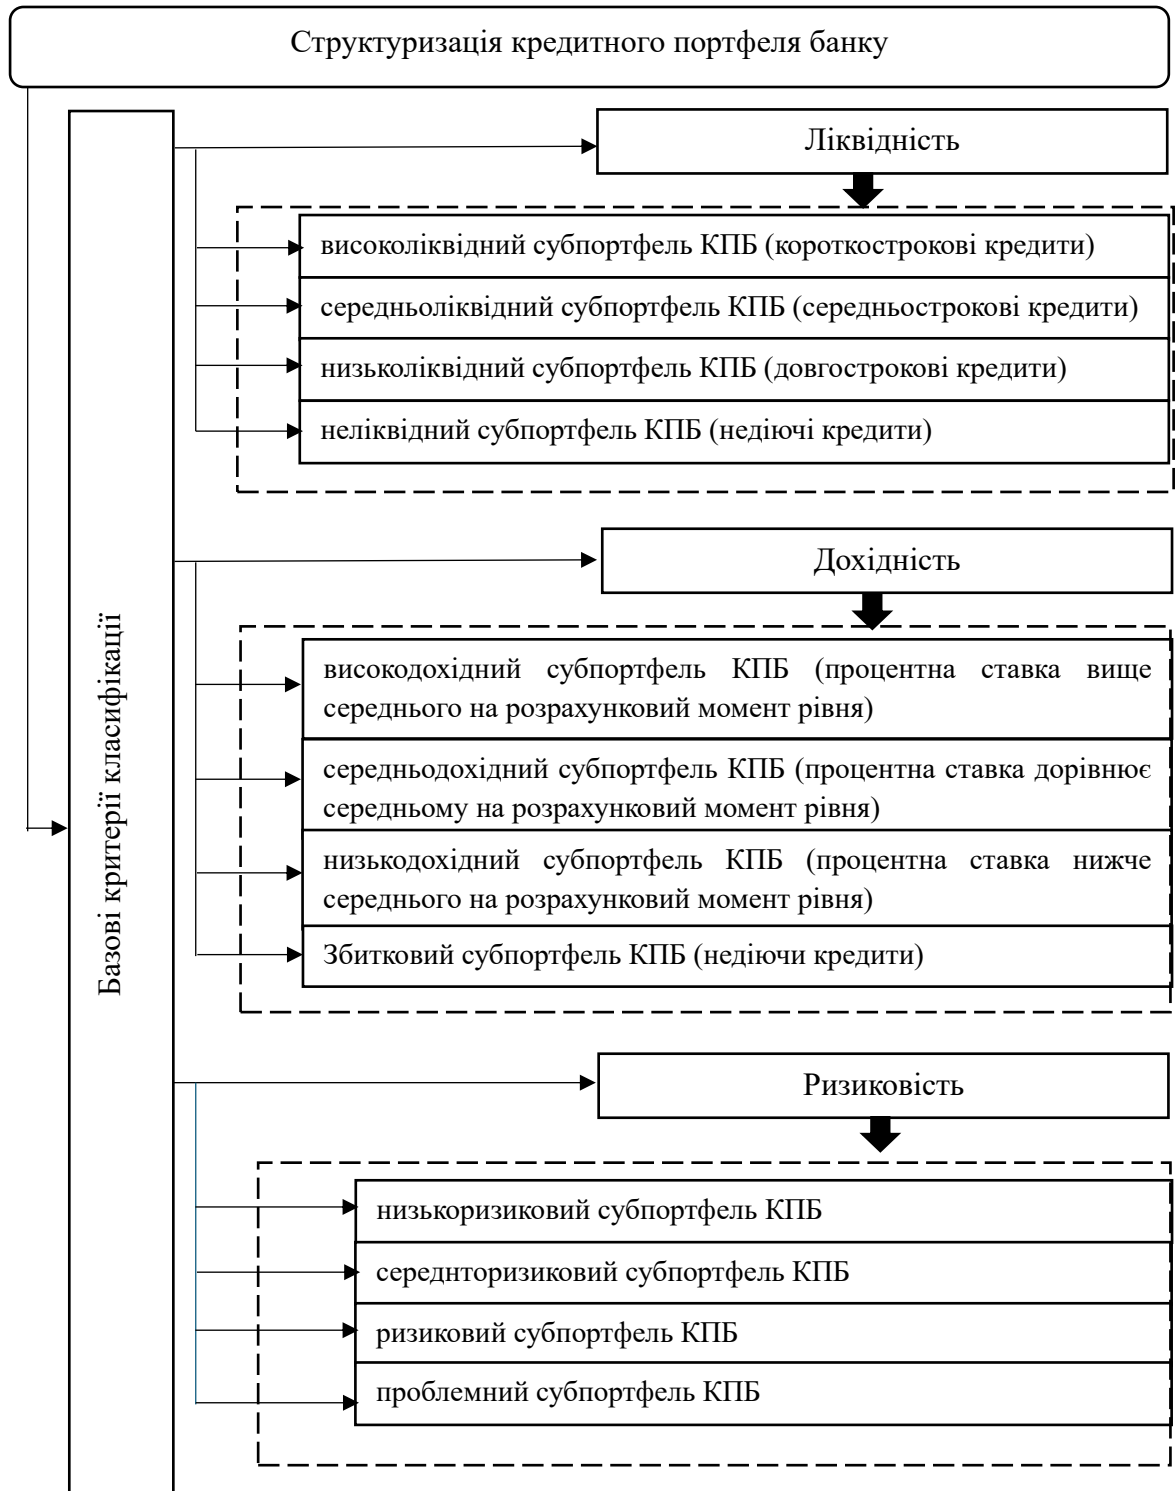 Структуризація кредитного портфеля банку
Базові критерії класифікації
Ліквідність
високоліквідний субпортфель КПБ (короткострокові кредити)
середньоліквідний субпортфель КПБ (середньострокові кредити)
низьколіквідний субпортфель КПБ (довгострокові кредити)
неліквідний субпортфель КПБ (недіючі кредити)
Дохідність
високодохідний субпортфель КПБ (процентна ставка вище
середнього на розрахунковий момент рівня)
середньодохідний субпортфель КПБ (процентна ставка дорівнює
середньому на розрахунковий момент рівня)
низькодохідний субпортфель КПБ (процентна ставка нижче
середнього на розрахунковий момент рівня)
Збитковий субпортфель КПБ (недіючи кредити)
Ризиковість
низькоризиковий субпортфель КПБ
середнторизиковий субпортфель КПБ
ризиковий субпортфель КПБ
проблемний субпортфель КПБ